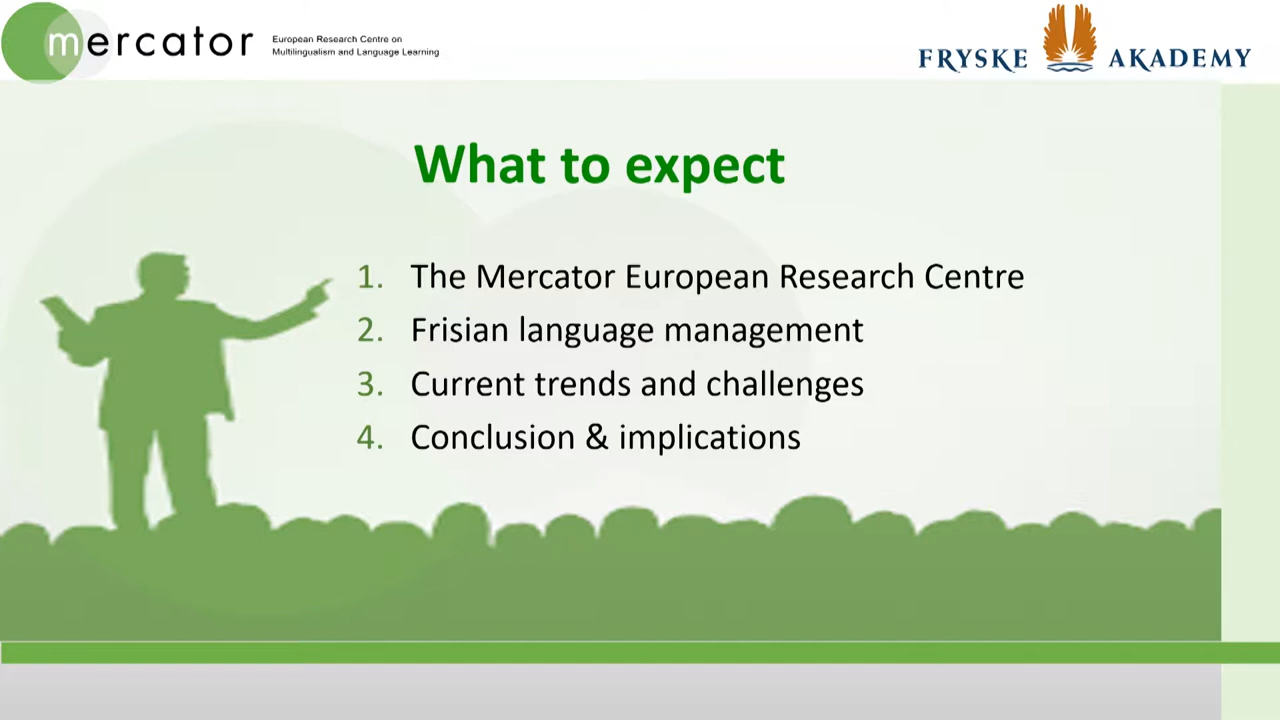 mercator
European Research Centre on
Multilingualism and Language Learning
FRYSKE AKADEMY
What to expect
1. The Mercator European Research Centre
2. Frisian language management
3. Current trends and challenges
4. Conclusion & implications